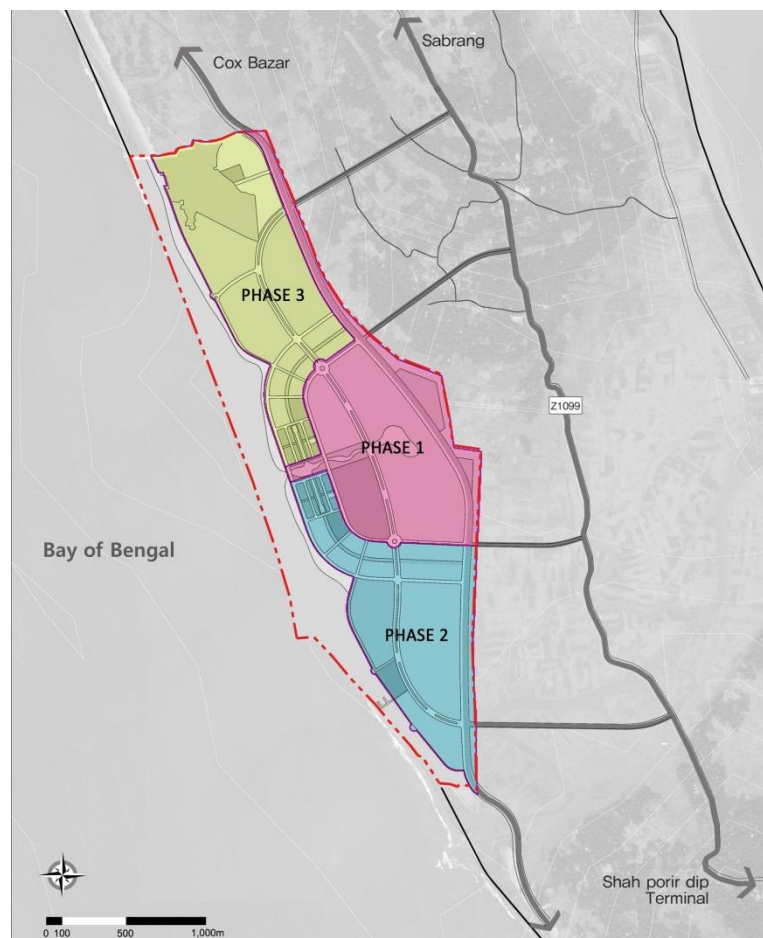 Sabrang
Cox Bazar
PHASE 3
Z1099
PHASE 1
Bay of Bengal
PHASE 2
Shah porir dip
Terminal
0 100 500 1,000m